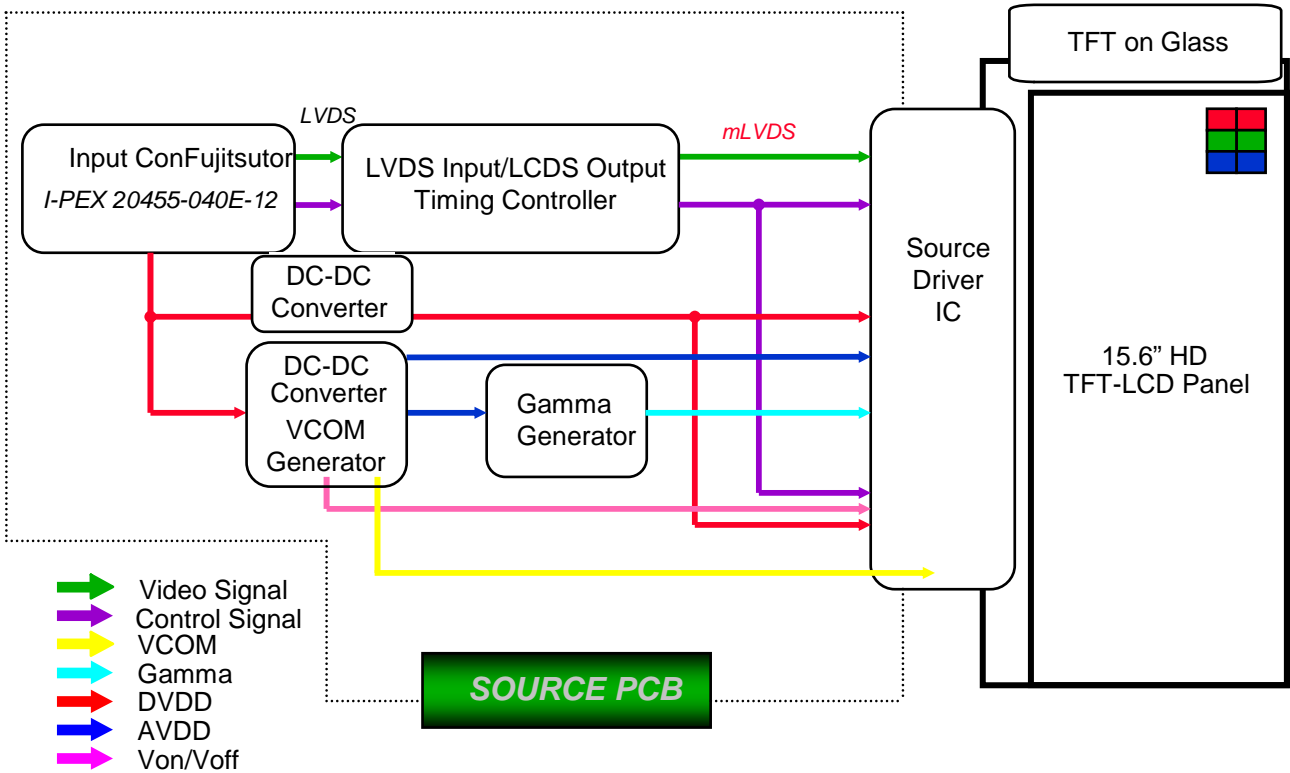 TFT on Glass
LVDS
mLVDS
Input ConFujitsutor
I-PEX 20455-040E-12
LVDS Input/LCDS Output
Timing Controller
Source
Driver
IC
DC-DC
Converter
15.6” HD
TFT-LCD Panel
DC-DC
Converter
VCOM
Generator
Gamma
Generator
Video Signal
Control Signal
VCOM
Gamma
DVDD
AVDD
Von/Voff
SOURCE PCB